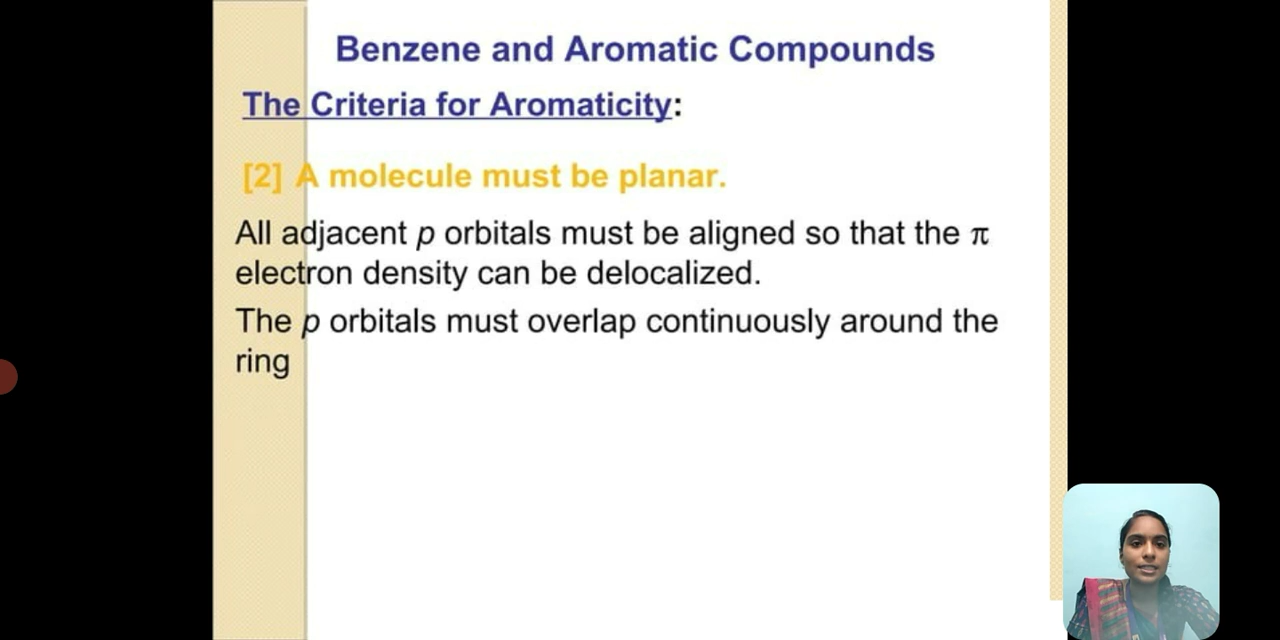 Benzene and Aromatic Compounds
The Criteria for Aromaticity:
[2] A molecule must be planar.
All adjacent p orbitals must be aligned so that the π
electron density can be delocalized.
The p orbitals must overlap continuously around the
ring